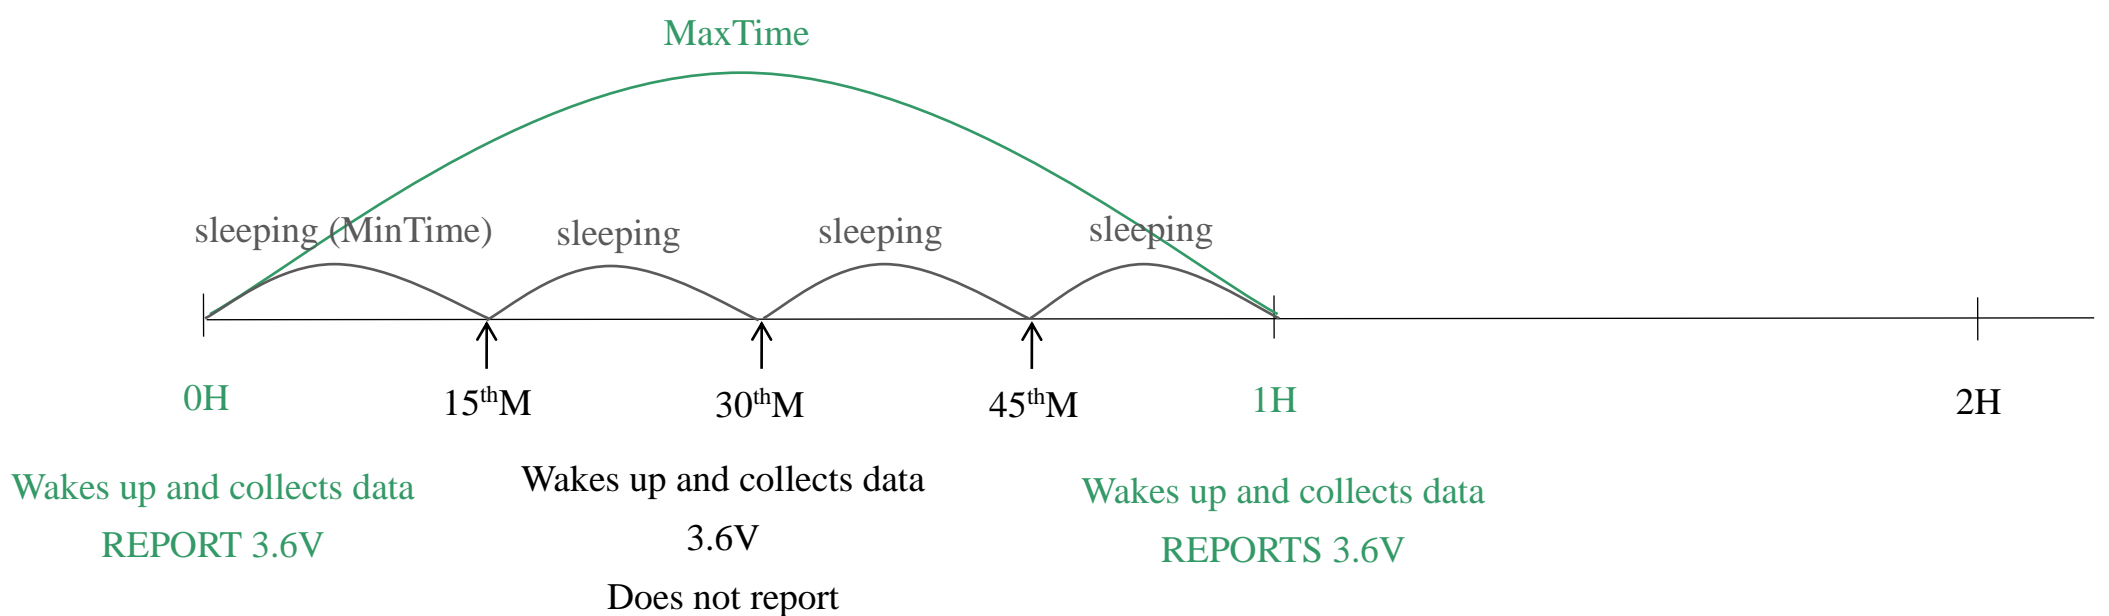 MaxTime
sleeping (MinTime)
sleeping
sleeping
sleeping
0H
15thM
30thM
45thM
1H
2H
Wakes up and collects data
REPORT 3.6V
Wakes up and collects data
3.6V
Does not report
Wakes up and collects data
REPORTS 3.6V